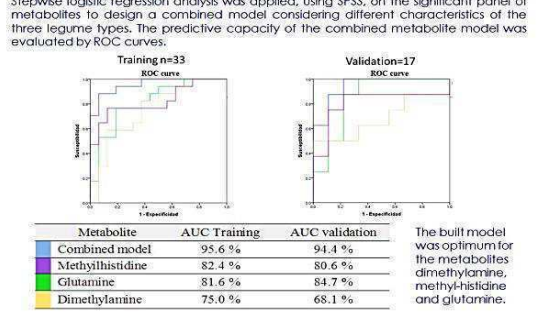 Stepwise logistic regression analysis was applied, using SPSS, on the significant panel of
metabolites to design a combined model considering different characteristics of the
three legume types. The predictive capacity of the combined metabolite model was
evaluated by ROC curves.
Training n=33
ROC curve
Susceptibilidad
1 - Especificidad
Validation=17
ROC curve
Susceptibilidad
1 - Especificidad
Metabolite AUC Training AUC validation
Combined model 95.6 % 94.4 %
Methyilhistidine 82.4 % 80.6 %
Glutamine 81.6 % 84.7 %
Dimethylamine 75.0 % 68.1 %
The built model
was optimum for
the metabolites
dimethylamine,
methyl-histidine
and glutamine.